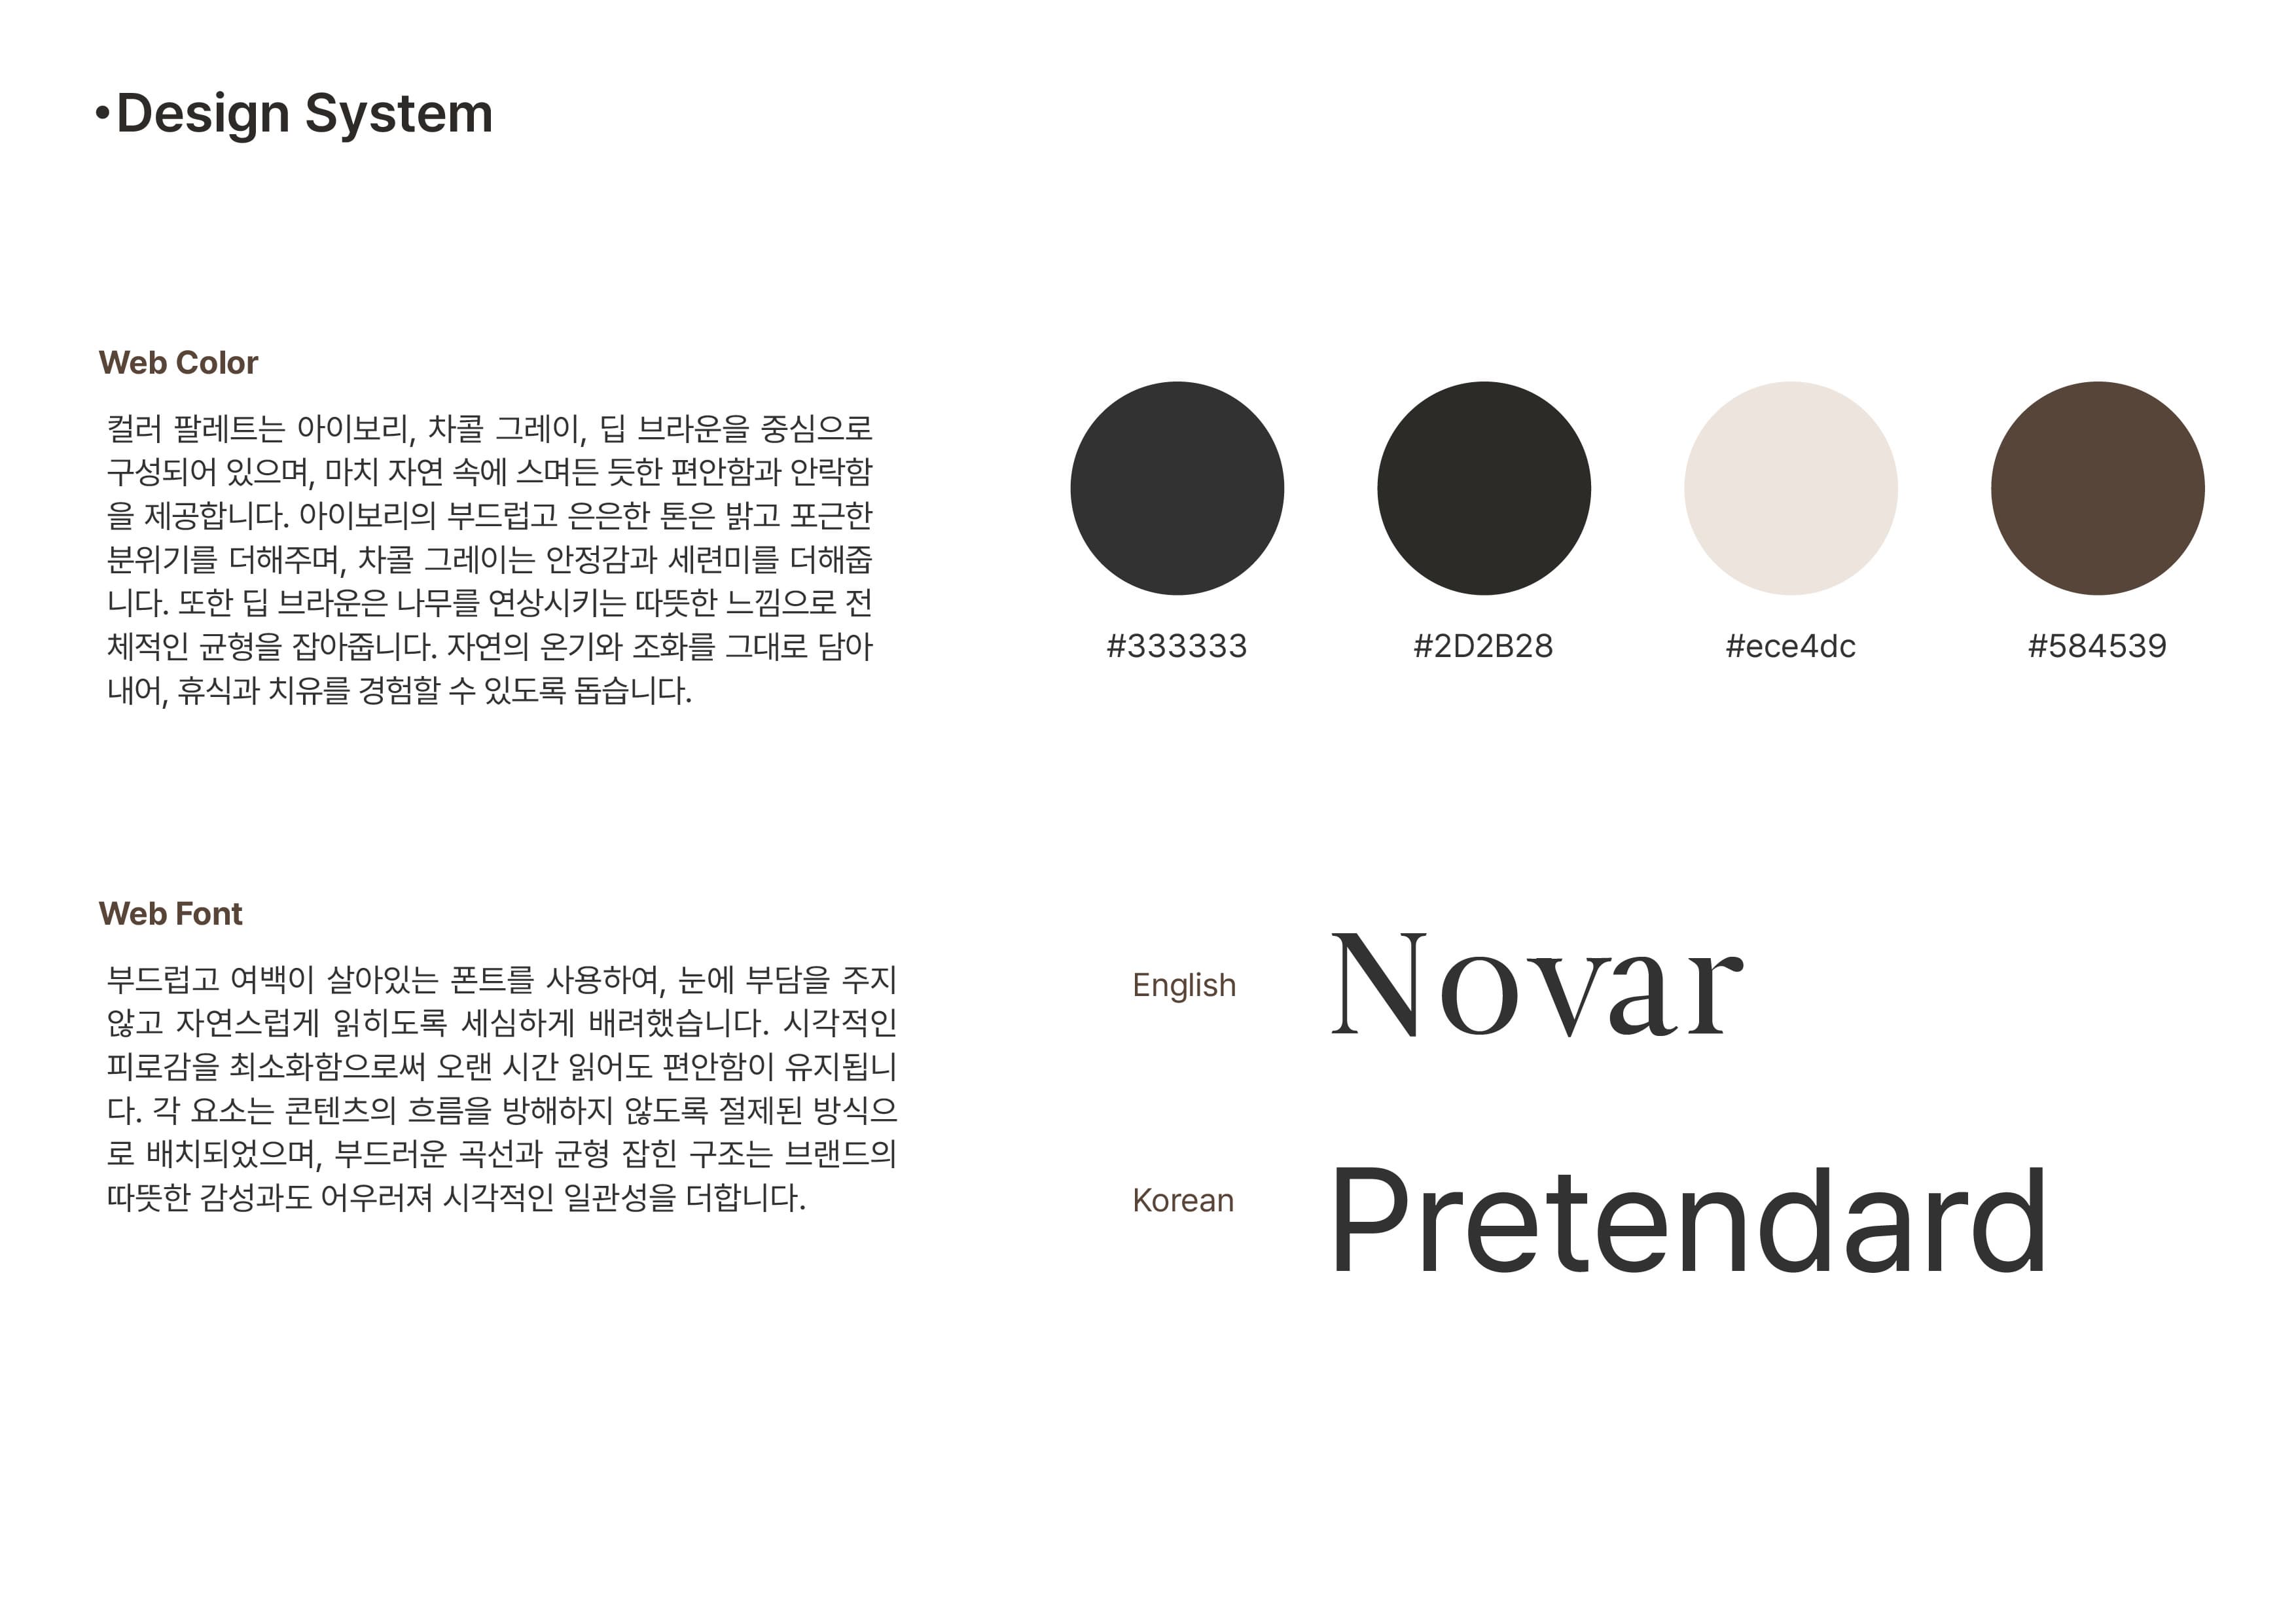 •Design System
Web Color
컬러 팔레트는 아이보리, 차콜 그레이, 딥 브라운을 중심으로
구성되어 있으며, 마치 자연 속에 스며든 듯한 편안함과 안락함
을 제공합니다. 아이보리의 부드럽고 은은한 톤은 밝고 포근한
분위기를 더해주며, 차콜 그레이는 안정감과 세련미를 더해줍
니다. 또한 딥 브라운은 나무를 연상시키는 따뜻한 느낌으로 전
체적인 균형을 잡아줍니다. 자연의 온기와 조화를 그대로 담아
내어, 휴식과 치유를 경험할 수 있도록 돕습니다.
#333333
#2D2B28
#ece4dc
#584539
Web Font
부드럽고 여백이 살아있는 폰트를 사용하여, 눈에 부담을 주지
않고 자연스럽게 읽히도록 세심하게 배려했습니다. 시각적인
피로감을 최소화함으로써 오랜 시간 읽어도 편안함이 유지됩니
다. 각 요소는 콘텐츠의 흐름을 방해하지 않도록 절제된 방식으
로 배치되었으며, 부드러운 곡선과 균형 잡힌 구조는 브랜드의
따뜻한 감성과도 어우러져 시각적인 일관성을 더합니다.
English
Novar
Korean
Pretendard